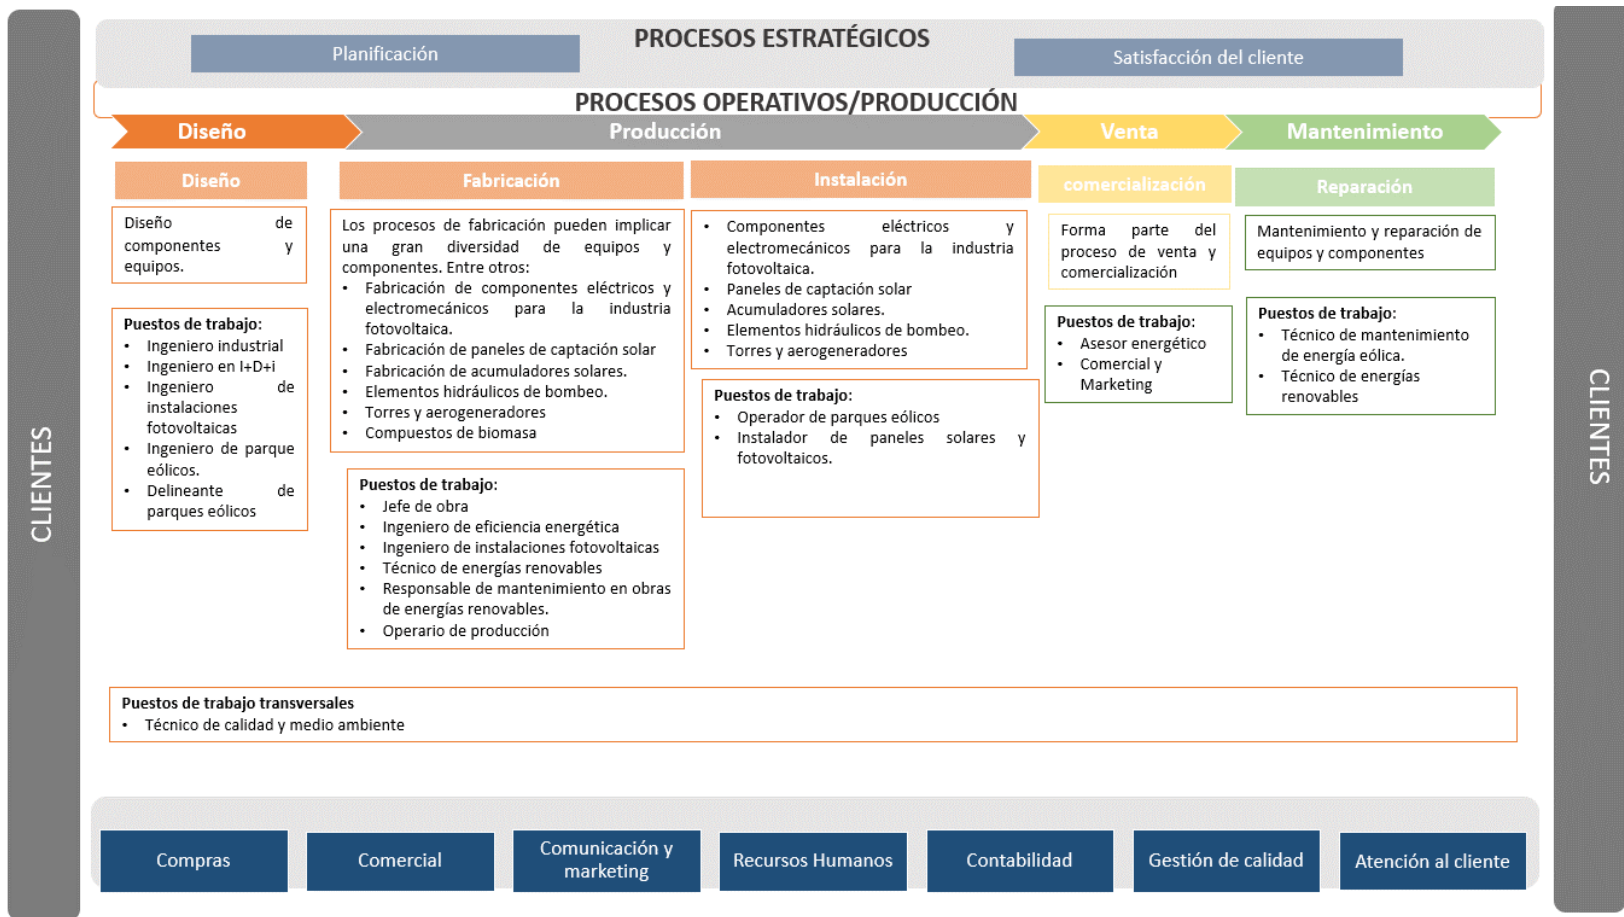 PROCESOS ESTRATÉGICOS
Planificación
Satisfacción del cliente
PROCESOS OPERATIVOS/PRODUCCIÓN
Diseño
Producción
Venta
Mantenimiento
Diseño
Diseño de
componentes y
equipos.
Puestos de trabajo:
• Ingeniero industrial
• Ingeniero en I+D+i
• Ingeniero de
instalaciones
fotovoltaicas
• Ingeniero de parque
eólicos.
• Delineante de
parques eólicos
Fabricación
Los procesos de fabricación pueden implicar
una gran diversidad de equipos y
componentes. Entre otros:
• Fabricación de componentes eléctricos y
electromecánicos para la industria
fotovoltaica.
• Fabricación de paneles de captación solar
• Fabricación de acumuladores solares.
• Elementos hidráulicos de bombeo.
• Torres y aerogeneradores
• Compuestos de biomasa
Puestos de trabajo:
• Jefe de obra
• Ingeniero de eficiencia energética
• Ingeniero de instalaciones fotovoltaicas
• Técnico de energías renovables
• Responsable de mantenimiento en obras
de energías renovables.
• Operario de producción
Instalación
• Componentes eléctricos y
electromecánicos para la industria
fotovoltaica.
• Paneles de captación solar
• Acumuladores solares.
• Elementos hidráulicos de bombeo.
• Torres y aerogeneradores
Puestos de trabajo:
• Operador de parques eólicos
• Instalador de paneles solares y
fotovoltaicos.
comercialización
Forma parte del
proceso de venta y
comercialización
Puestos de trabajo:
• Asesor energético
• Comercial y
Marketing
Reparación
Mantenimiento y reparación de
equipos y componentes
Puestos de trabajo:
• Técnico de mantenimiento
de energía eólica.
• Técnico de energías
renovables
CLIENTES
CLIENTES
Puestos de trabajo transversales
• Técnico de calidad y medio ambiente
Compras
Comercial
Comunicación y
marketing
Recursos Humanos
Contabilidad
Gestión de calidad
Atención al cliente